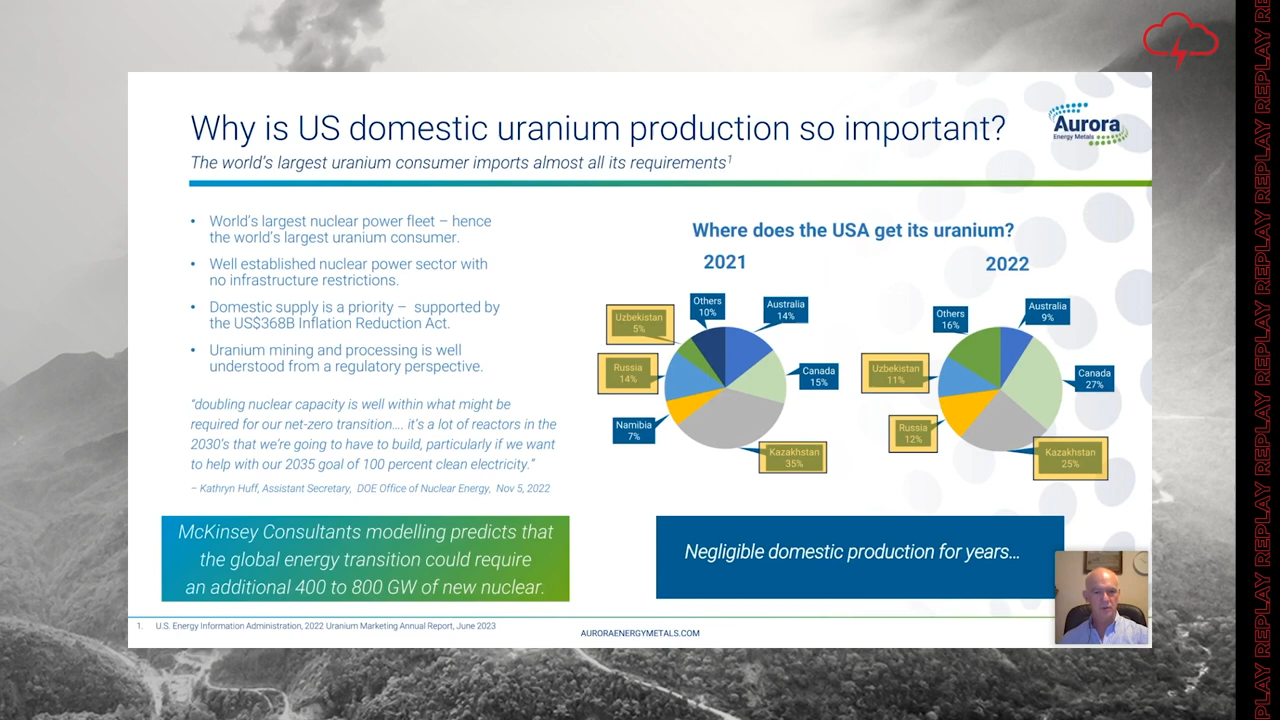 Why is US domestic uranium production so important?
The world's largest uranium consumer imports almost all its requirements1
Aurora
Energy Metals
• World's largest nuclear power fleet – hence
the world's largest uranium consumer.
• Well established nuclear power sector with
no infrastructure restrictions.
• Domestic supply is a priority – supported by
the US$368B Inflation Reduction Act.
• Uranium mining and processing is well
understood from a regulatory perspective.
"doubling nuclear capacity is well within what might be
required for our net-zero transition.... it's a lot of reactors in the
2030's that we're going to have to build, particularly if we want
to help with our 2035 goal of 100 percent clean electricity."
– Kathryn Huff, Assistant Secretary, DOE Office of Nuclear Energy, Nov 5, 2022
McKinsey Consultants modelling predicts that
the global energy transition could require
an additional 400 to 800 GW of new nuclear.
Where does the USA get its uranium?
2021
Others
10%
Australia
14%
Uzbekistan
5%
Russia
14%
Canada
15%
Namibia
7%
Kazakhstan
35%
2022
Others
16%
Australia
9%
Uzbekistan
11%
Canada
27%
Russia
12%
Kazakhstan
25%
Negligible domestic production for years...
1. U.S. Energy Information Administration, 2022 Uranium Marketing Annual Report, June 2023
AURORAENERGYMETALS.COM
REPLAY REPLAY REPLAY REPLAY REPLAY REPLAY REPLAY REPLAY